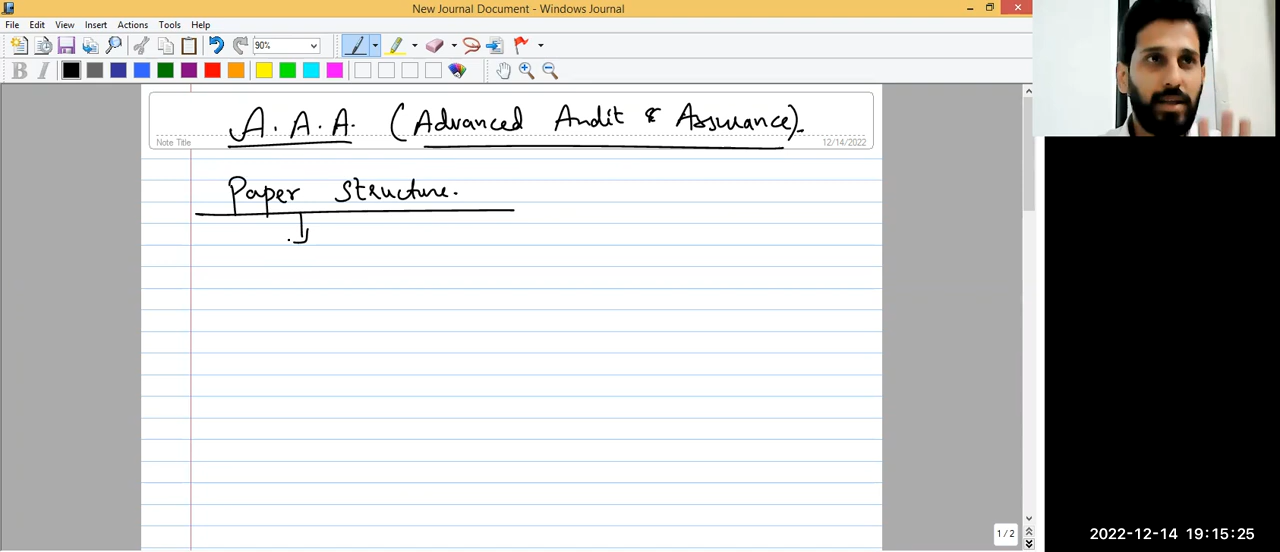 New Journal Document - Windows Journal
File Edit View Insert Actions Tools Help
90%
B I
A. A. A. (Advanced Audit & Assurance).
Note Title
12/14/2022
Paper Structure.
1 / 2
2022-12-14 19:15:25